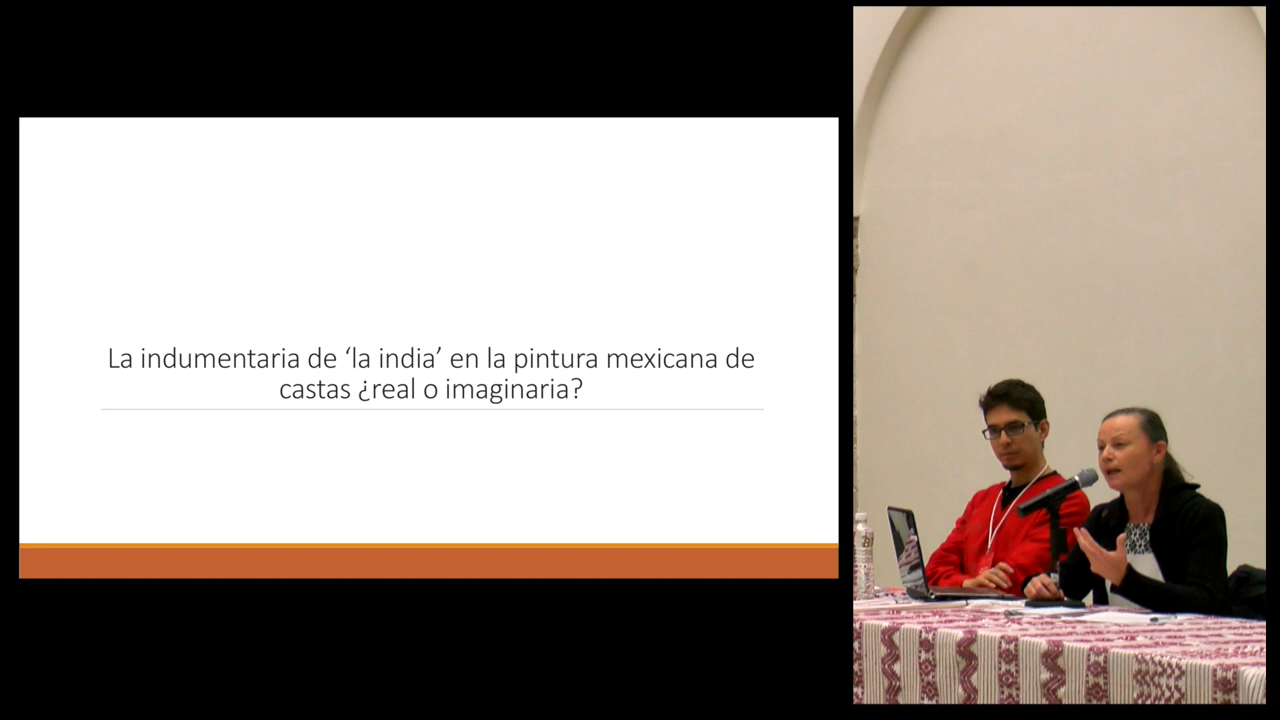 La indumentaria de ‘la india’ en la pintura mexicana de
castas ¿real o imaginaria?